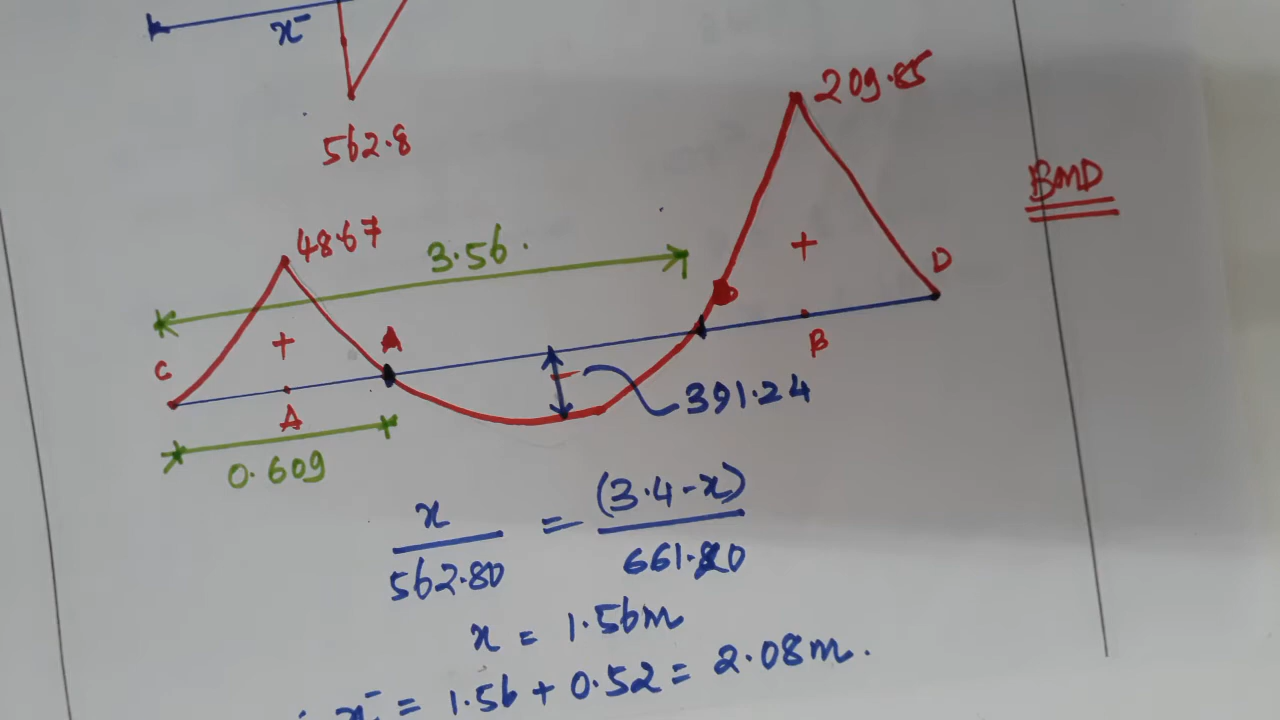 x̄
562.8
209.85
BMD
48.67
3.56.
+
D
C
+
A
B
A
391.24
0.609
x / 562.80 = (3.4-x) / 661.20
x = 1.56m
x̄ = 1.56 + 0.52 = 2.08m.